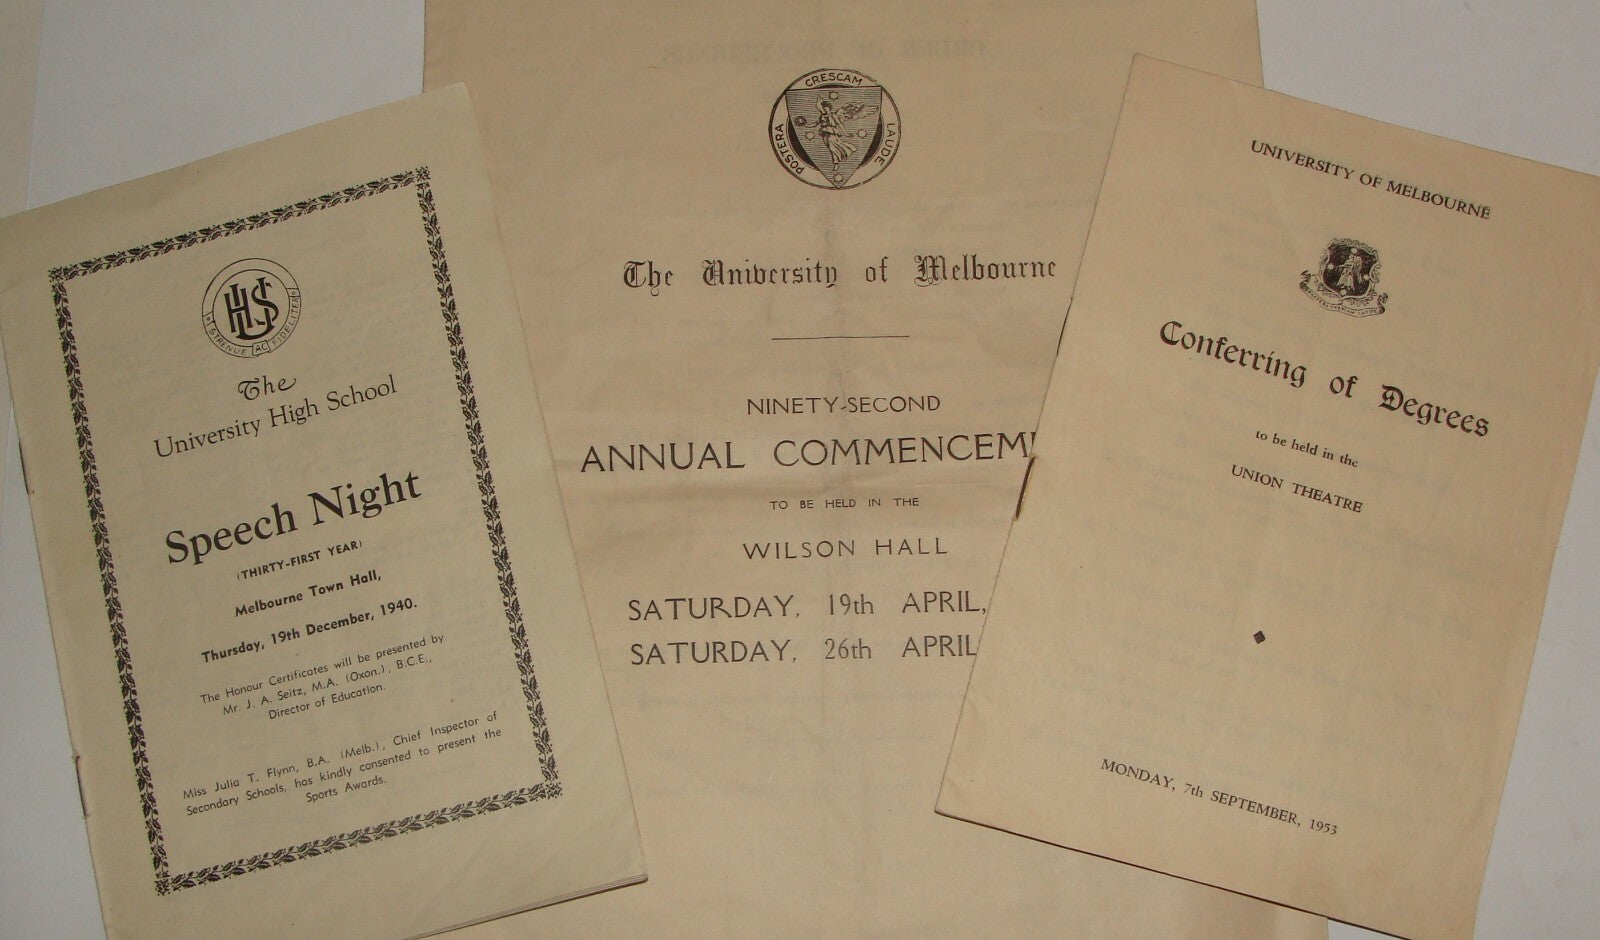 UHS
STRENUE AC FIDELITER
The
University High School
Speech Night
(THIRTY-FIRST YEAR)
Melbourne Town Hall,
Thursday, 19th December, 1940.
The Honour Certificates will be presented by
Mr. J. A. Seitz, M.A. (Oxon.), B.C.E.,
Director of Education.
Miss Julia T. Flynn, B.A. (Melb.), Chief Inspector of
Secondary Schools, has kindly consented to present the
Sports Awards.
POSTERA CRESCAM LAUDE
The University of Melbourne
NINETY-SECOND
ANNUAL COMMENCEM
TO BE HELD IN THE
WILSON HALL
SATURDAY, 19th APRIL,
SATURDAY, 26th APRIL
UNIVERSITY OF MELBOURNE
POSTERA CRESCAM LAUDE
Conferring of Degrees
to be held in the
UNION THEATRE
MONDAY, 7th SEPTEMBER, 1953